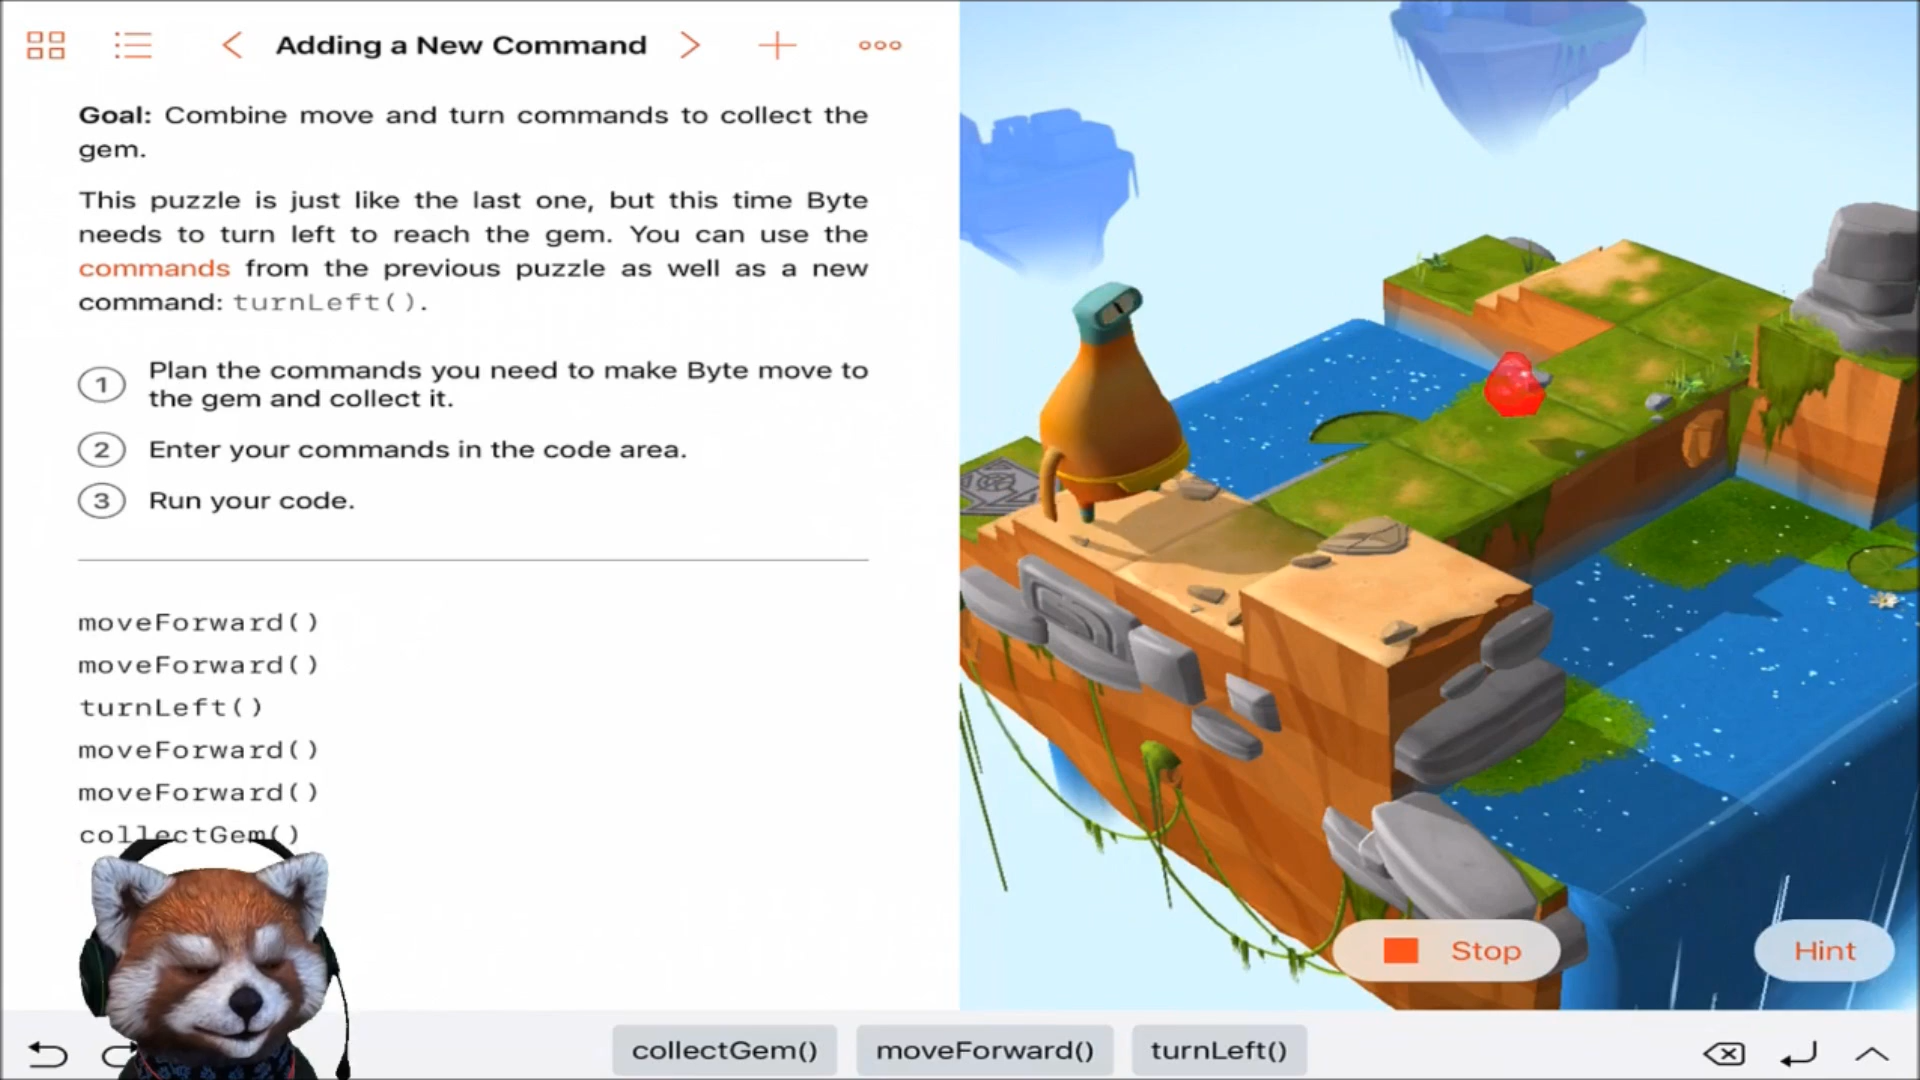 Adding a New Command
Goal: Combine move and turn commands to collect the
gem.
This puzzle is just like the last one, but this time Byte
needs to turn left to reach the gem. You can use the
commands from the previous puzzle as well as a new
command: turnLeft().
1 Plan the commands you need to make Byte move to
the gem and collect it.
2 Enter your commands in the code area.
3 Run your code.
moveForward()
moveForward()
turnLeft()
moveForward()
moveForward()
collectGem()
Stop
Hint
collectGem() moveForward() turnLeft()